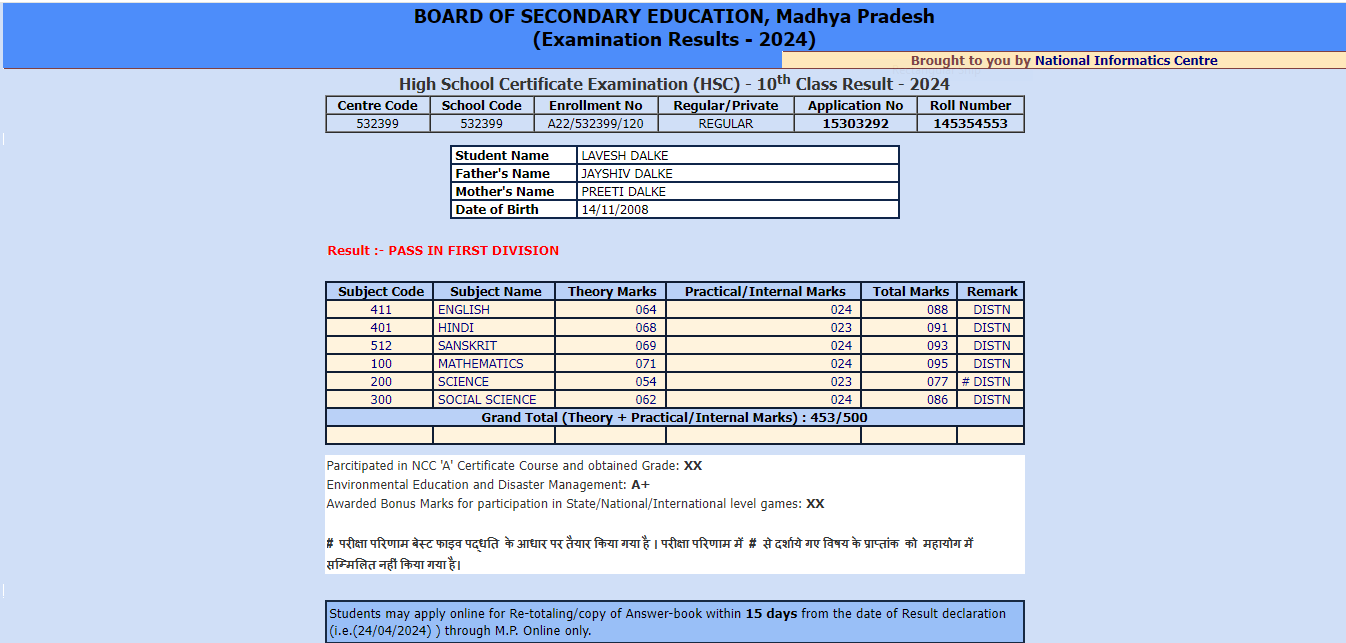 BOARD OF SECONDARY EDUCATION, Madhya Pradesh
(Examination Results - 2024)
Brought to you by National Informatics Centre
High School Certificate Examination (HSC) - 10th Class Result - 2024
Centre Code School Code Enrollment No Regular/Private Application No Roll Number
532399 532399 A22/532399/120 REGULAR 15303292 145354553
Student Name LAVESH DALKE
Father's Name JAYSHIV DALKE
Mother's Name PREETI DALKE
Date of Birth 14/11/2008
Result :- PASS IN FIRST DIVISION
Subject Code Subject Name Theory Marks Practical/Internal Marks Total Marks Remark
411 ENGLISH 064 024 088 DISTN
401 HINDI 068 023 091 DISTN
512 SANSKRIT 069 024 093 DISTN
100 MATHEMATICS 071 024 095 DISTN
200 SCIENCE 054 023 077 # DISTN
300 SOCIAL SCIENCE 062 024 086 DISTN
Grand Total (Theory + Practical/Internal Marks) : 453/500
Parcitipated in NCC 'A' Certificate Course and obtained Grade: XX
Environmental Education and Disaster Management: A+
Awarded Bonus Marks for participation in State/National/International level games: XX
# परीक्षा परिणाम बेस्ट फाइव पद्धति के आधार पर तैयार किया गया है । परीक्षा परिणाम में # से दर्शाये गए विषय के प्राप्तांक को महायोग में
सम्मिलित नहीं किया गया है।
Students may apply online for Re-totaling/copy of Answer-book within 15 days from the date of Result declaration
(i.e.(24/04/2024) ) through M.P. Online only.